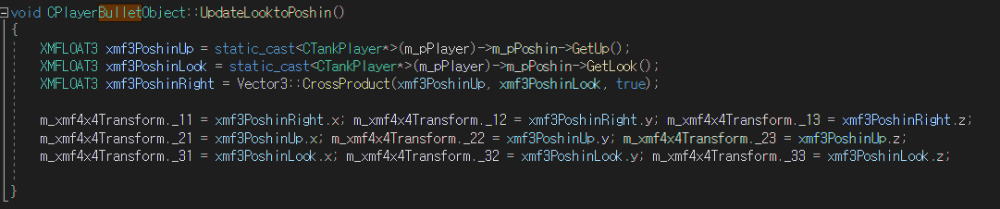 void CPlayerBulletObject::UpdateLooktoPoshin()
{
XMFLOAT3 xmf3PoshinUp = static_cast<CTankPlayer*>(m_pPlayer)->m_pPoshin->GetUp();
XMFLOAT3 xmf3PoshinLook = static_cast<CTankPlayer*>(m_pPlayer)->m_pPoshin->GetLook();
XMFLOAT3 xmf3PoshinRight = Vector3::CrossProduct(xmf3PoshinUp, xmf3PoshinLook, true);
m_xmf4x4Transform._11 = xmf3PoshinRight.x; m_xmf4x4Transform._12 = xmf3PoshinRight.y; m_xmf4x4Transform._13 = xmf3PoshinRight.z;
m_xmf4x4Transform._21 = xmf3PoshinUp.x; m_xmf4x4Transform._22 = xmf3PoshinUp.y; m_xmf4x4Transform._23 = xmf3PoshinUp.z;
m_xmf4x4Transform._31 = xmf3PoshinLook.x; m_xmf4x4Transform._32 = xmf3PoshinLook.y; m_xmf4x4Transform._33 = xmf3PoshinLook.z;
}